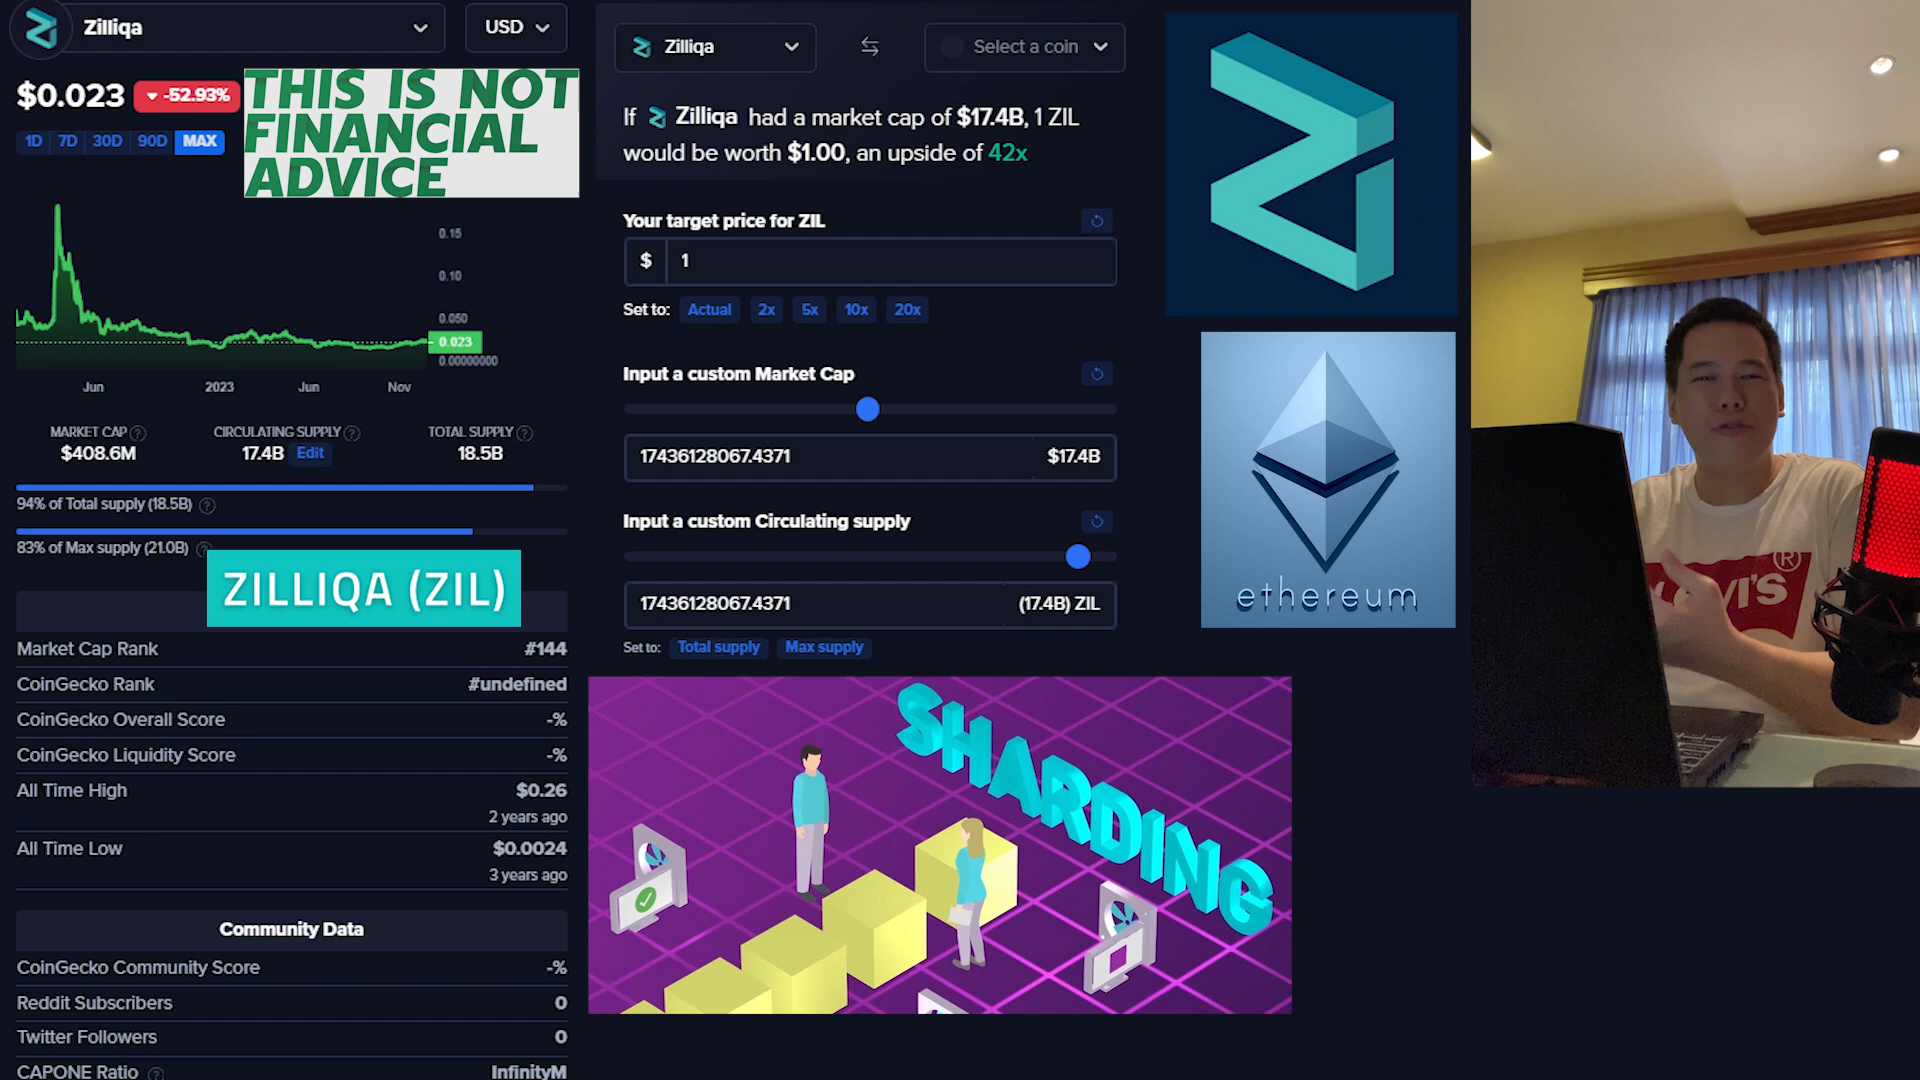 Zilliqa
USD
$0.023
-52.93%
1D 7D 30D 90D MAX
THIS IS NOT
FINANCIAL
ADVICE
0.15
0.10
0.050
0.023
0.00000000
Jun 2023 Jun Nov
MARKET CAP CIRCULATING SUPPLY TOTAL SUPPLY
$408.6M 17.4B Edit 18.5B
94% of Total supply (18.5B)
83% of Max supply (21.0B)
ZILLIQA (ZIL)
Market Cap Rank #144
CoinGecko Rank #undefined
CoinGecko Overall Score -%
CoinGecko Liquidity Score -%
All Time High $0.26
2 years ago
All Time Low $0.0024
3 years ago
Community Data
CoinGecko Community Score -%
Reddit Subscribers 0
Twitter Followers 0
CAPONE Ratio InfinityM
Zilliqa
Select a coin
If Zilliqa had a market cap of $17.4B, 1 ZIL
would be worth $1.00, an upside of 42x
Your target price for ZIL
$ 1
Set to: Actual 2x 5x 10x 20x
Input a custom Market Cap
17436128067.4371 $17.4B
Input a custom Circulating supply
17436128067.4371 (17.4B) ZIL
Set to: Total supply Max supply
SHARDING
ethereum